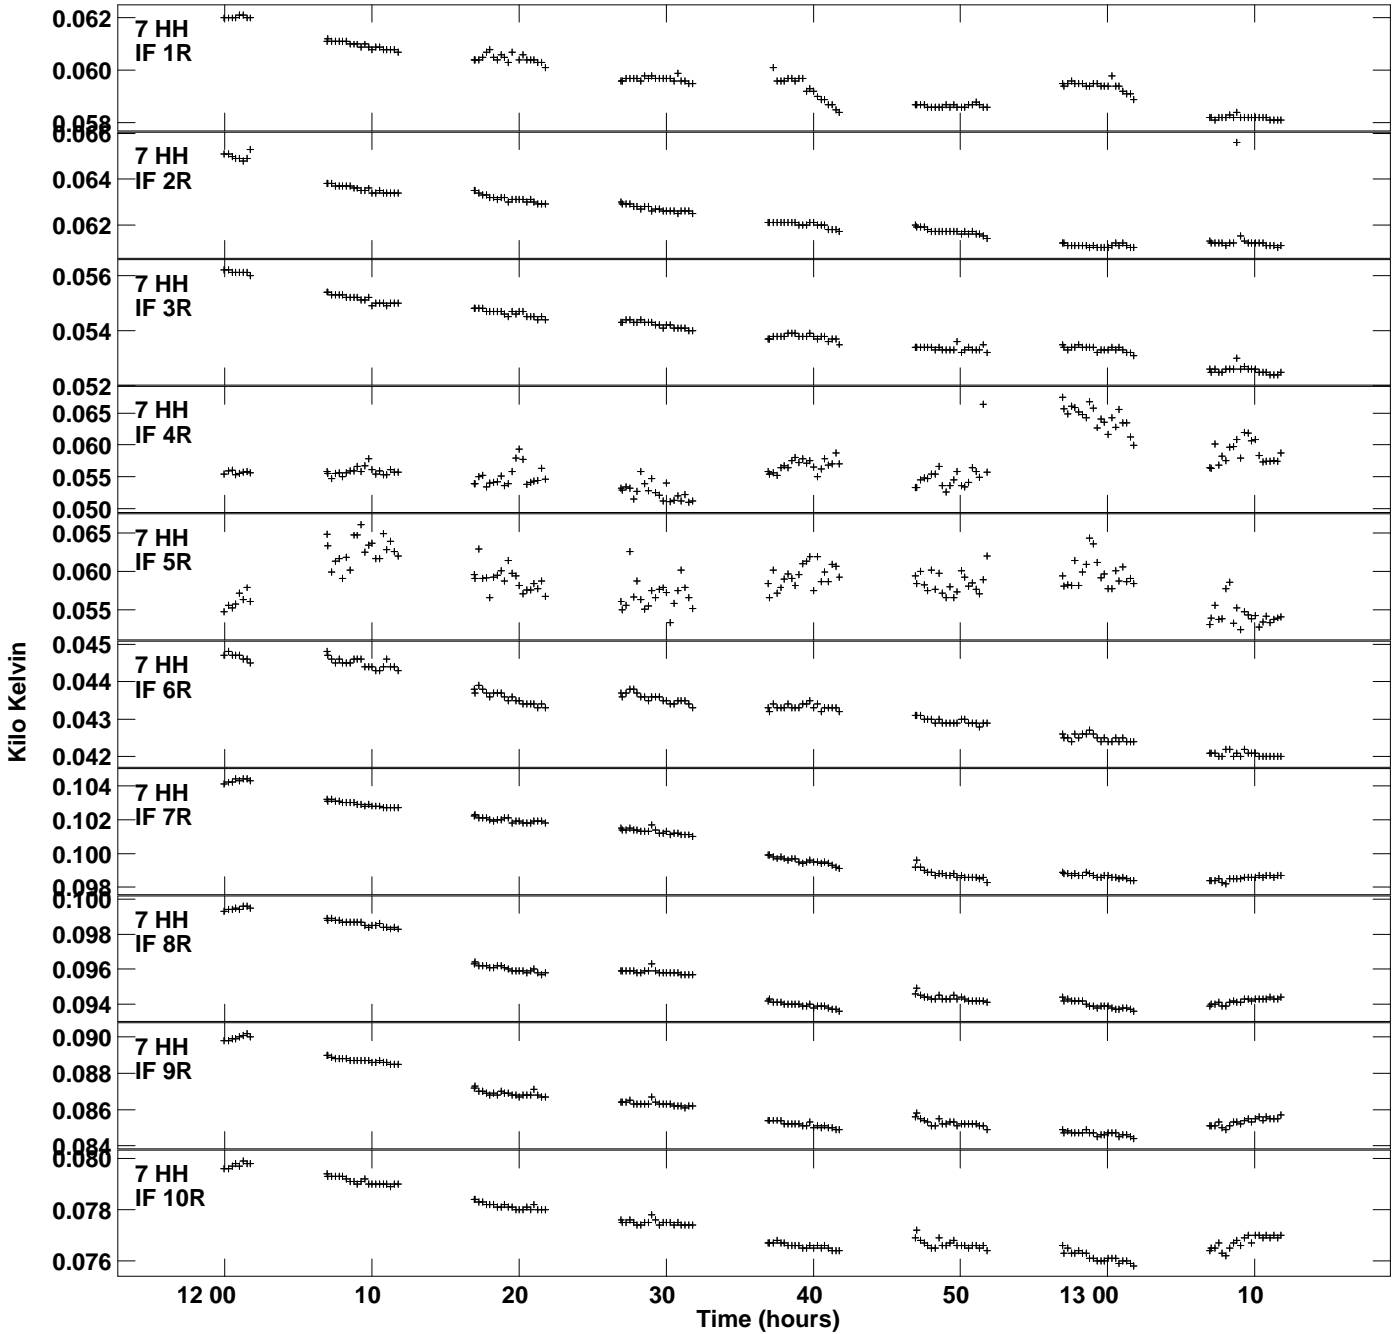 0.062
7 HH
IF 1R
0.060
0.058
0.066
7 HH
IF 2R
0.064
0.062
0.056
7 HH
IF 3R
0.054
0.052
7 HH
0.065
IF 4R
0.060
0.055
0.050
0.065
7 HH
IF 5R
0.060
0.055
0.045
7 HH
IF 6R
0.044
0.043
0.042
0.104
7 HH
IF 7R
0.102
0.100
0.098
0.100
7 HH
IF 8R
0.098
0.096
0.094
0.090
7 HH
IF 9R
0.088
0.086
0.084
0.080
7 HH
IF 10R
0.078
0.076
Kilo Kelvin
12 00 10 20 30 40 50 13 00 10
Time (hours)